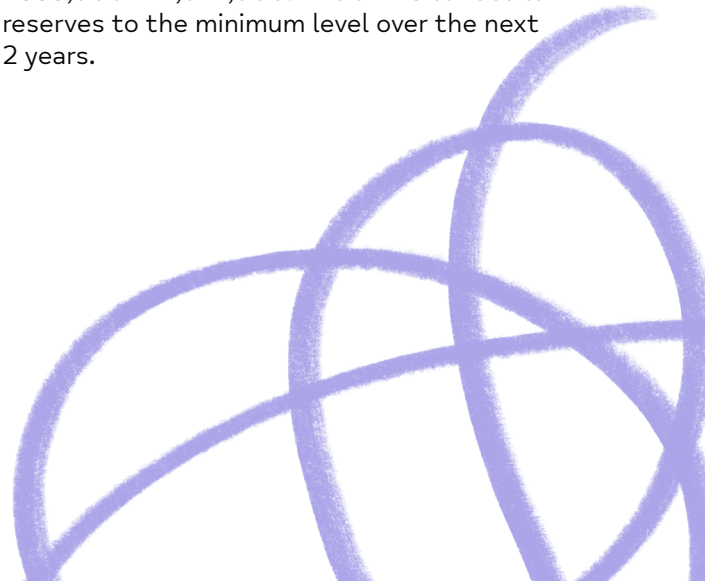 reserves to the minimum level over the next
2 years.